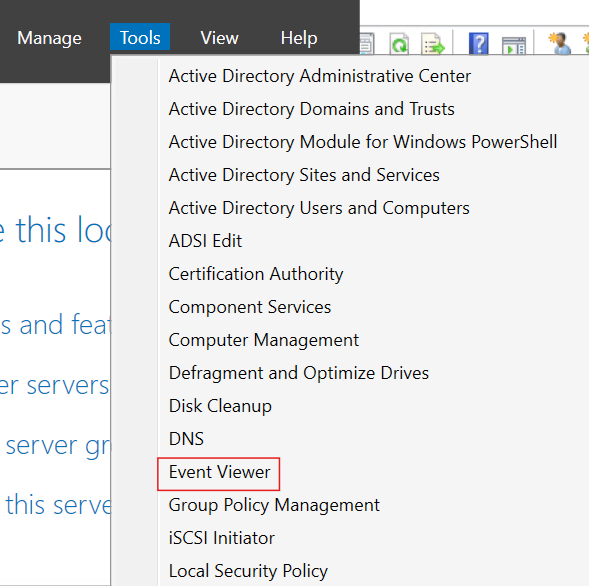 Manage Tools View Help
Active Directory Administrative Center
Active Directory Domains and Trusts
Active Directory Module for Windows PowerShell
Active Directory Sites and Services
Active Directory Users and Computers
ADSI Edit
Certification Authority
Component Services
Computer Management
Defragment and Optimize Drives
Disk Cleanup
DNS
Event Viewer
Group Policy Management
iSCSI Initiator
Local Security Policy
e this loc
s and feat
er servers
server gr
this serve